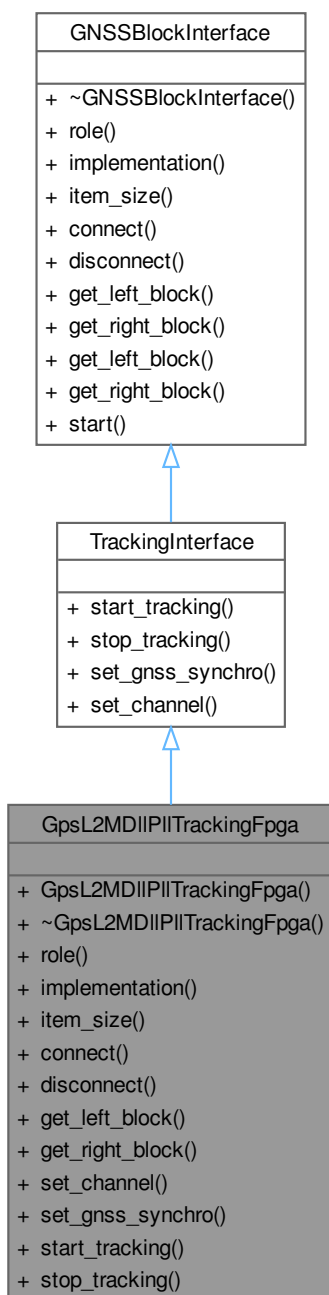 GNSSBlockInterface
+ ~GNSSBlockInterface()
+ role()
+ implementation()
+ item_size()
+ connect()
+ disconnect()
+ get_left_block()
+ get_right_block()
+ get_left_block()
+ get_right_block()
+ start()
TrackingInterface
+ start_tracking()
+ stop_tracking()
+ set_gnss_synchro()
+ set_channel()
GpsL2MDllPllTrackingFpga
+ GpsL2MDllPllTrackingFpga()
+ ~GpsL2MDllPllTrackingFpga()
+ role()
+ implementation()
+ item_size()
+ connect()
+ disconnect()
+ get_left_block()
+ get_right_block()
+ set_channel()
+ set_gnss_synchro()
+ start_tracking()
+ stop_tracking()